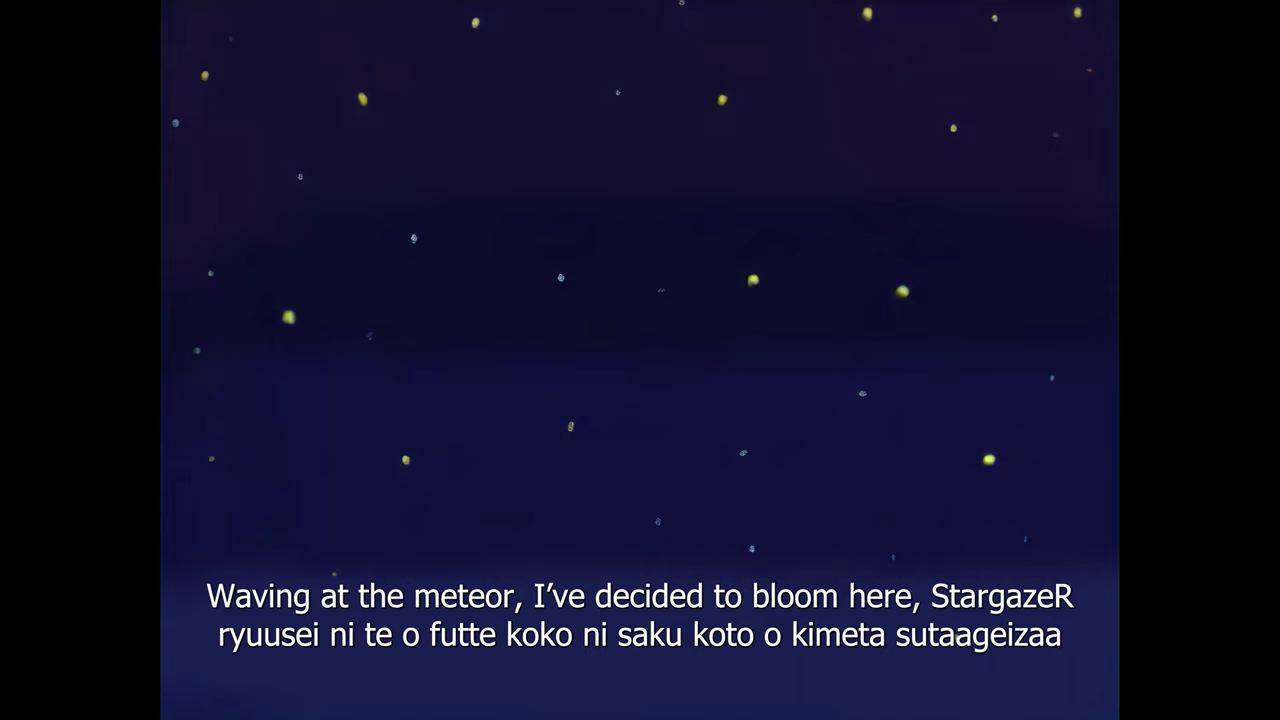 Waving at the meteor, I’ve decided to bloom here, StargazeR
ryuusei ni te o futte koko ni saku koto o kimeta sutaageizaa